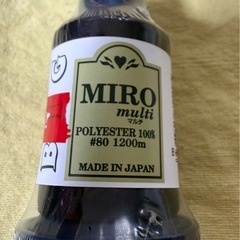 MIRO
multi
マルチ
POLYESTER 100%
#80 1200m
MADE IN JAPAN